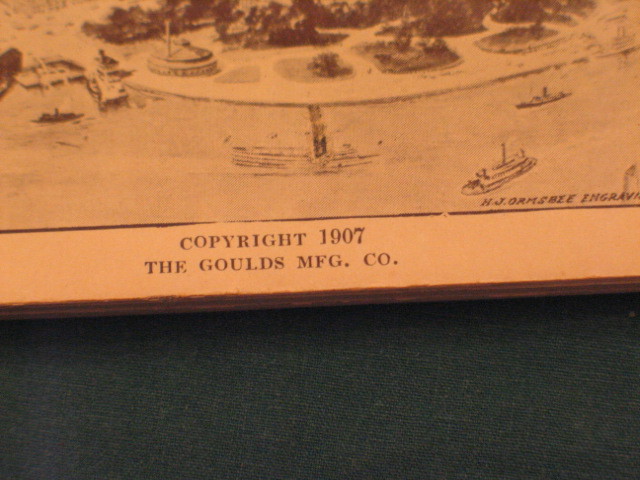 H.J. ORMSBEE ENGRAVI
COPYRIGHT 1907
THE GOULDS MFG. CO.